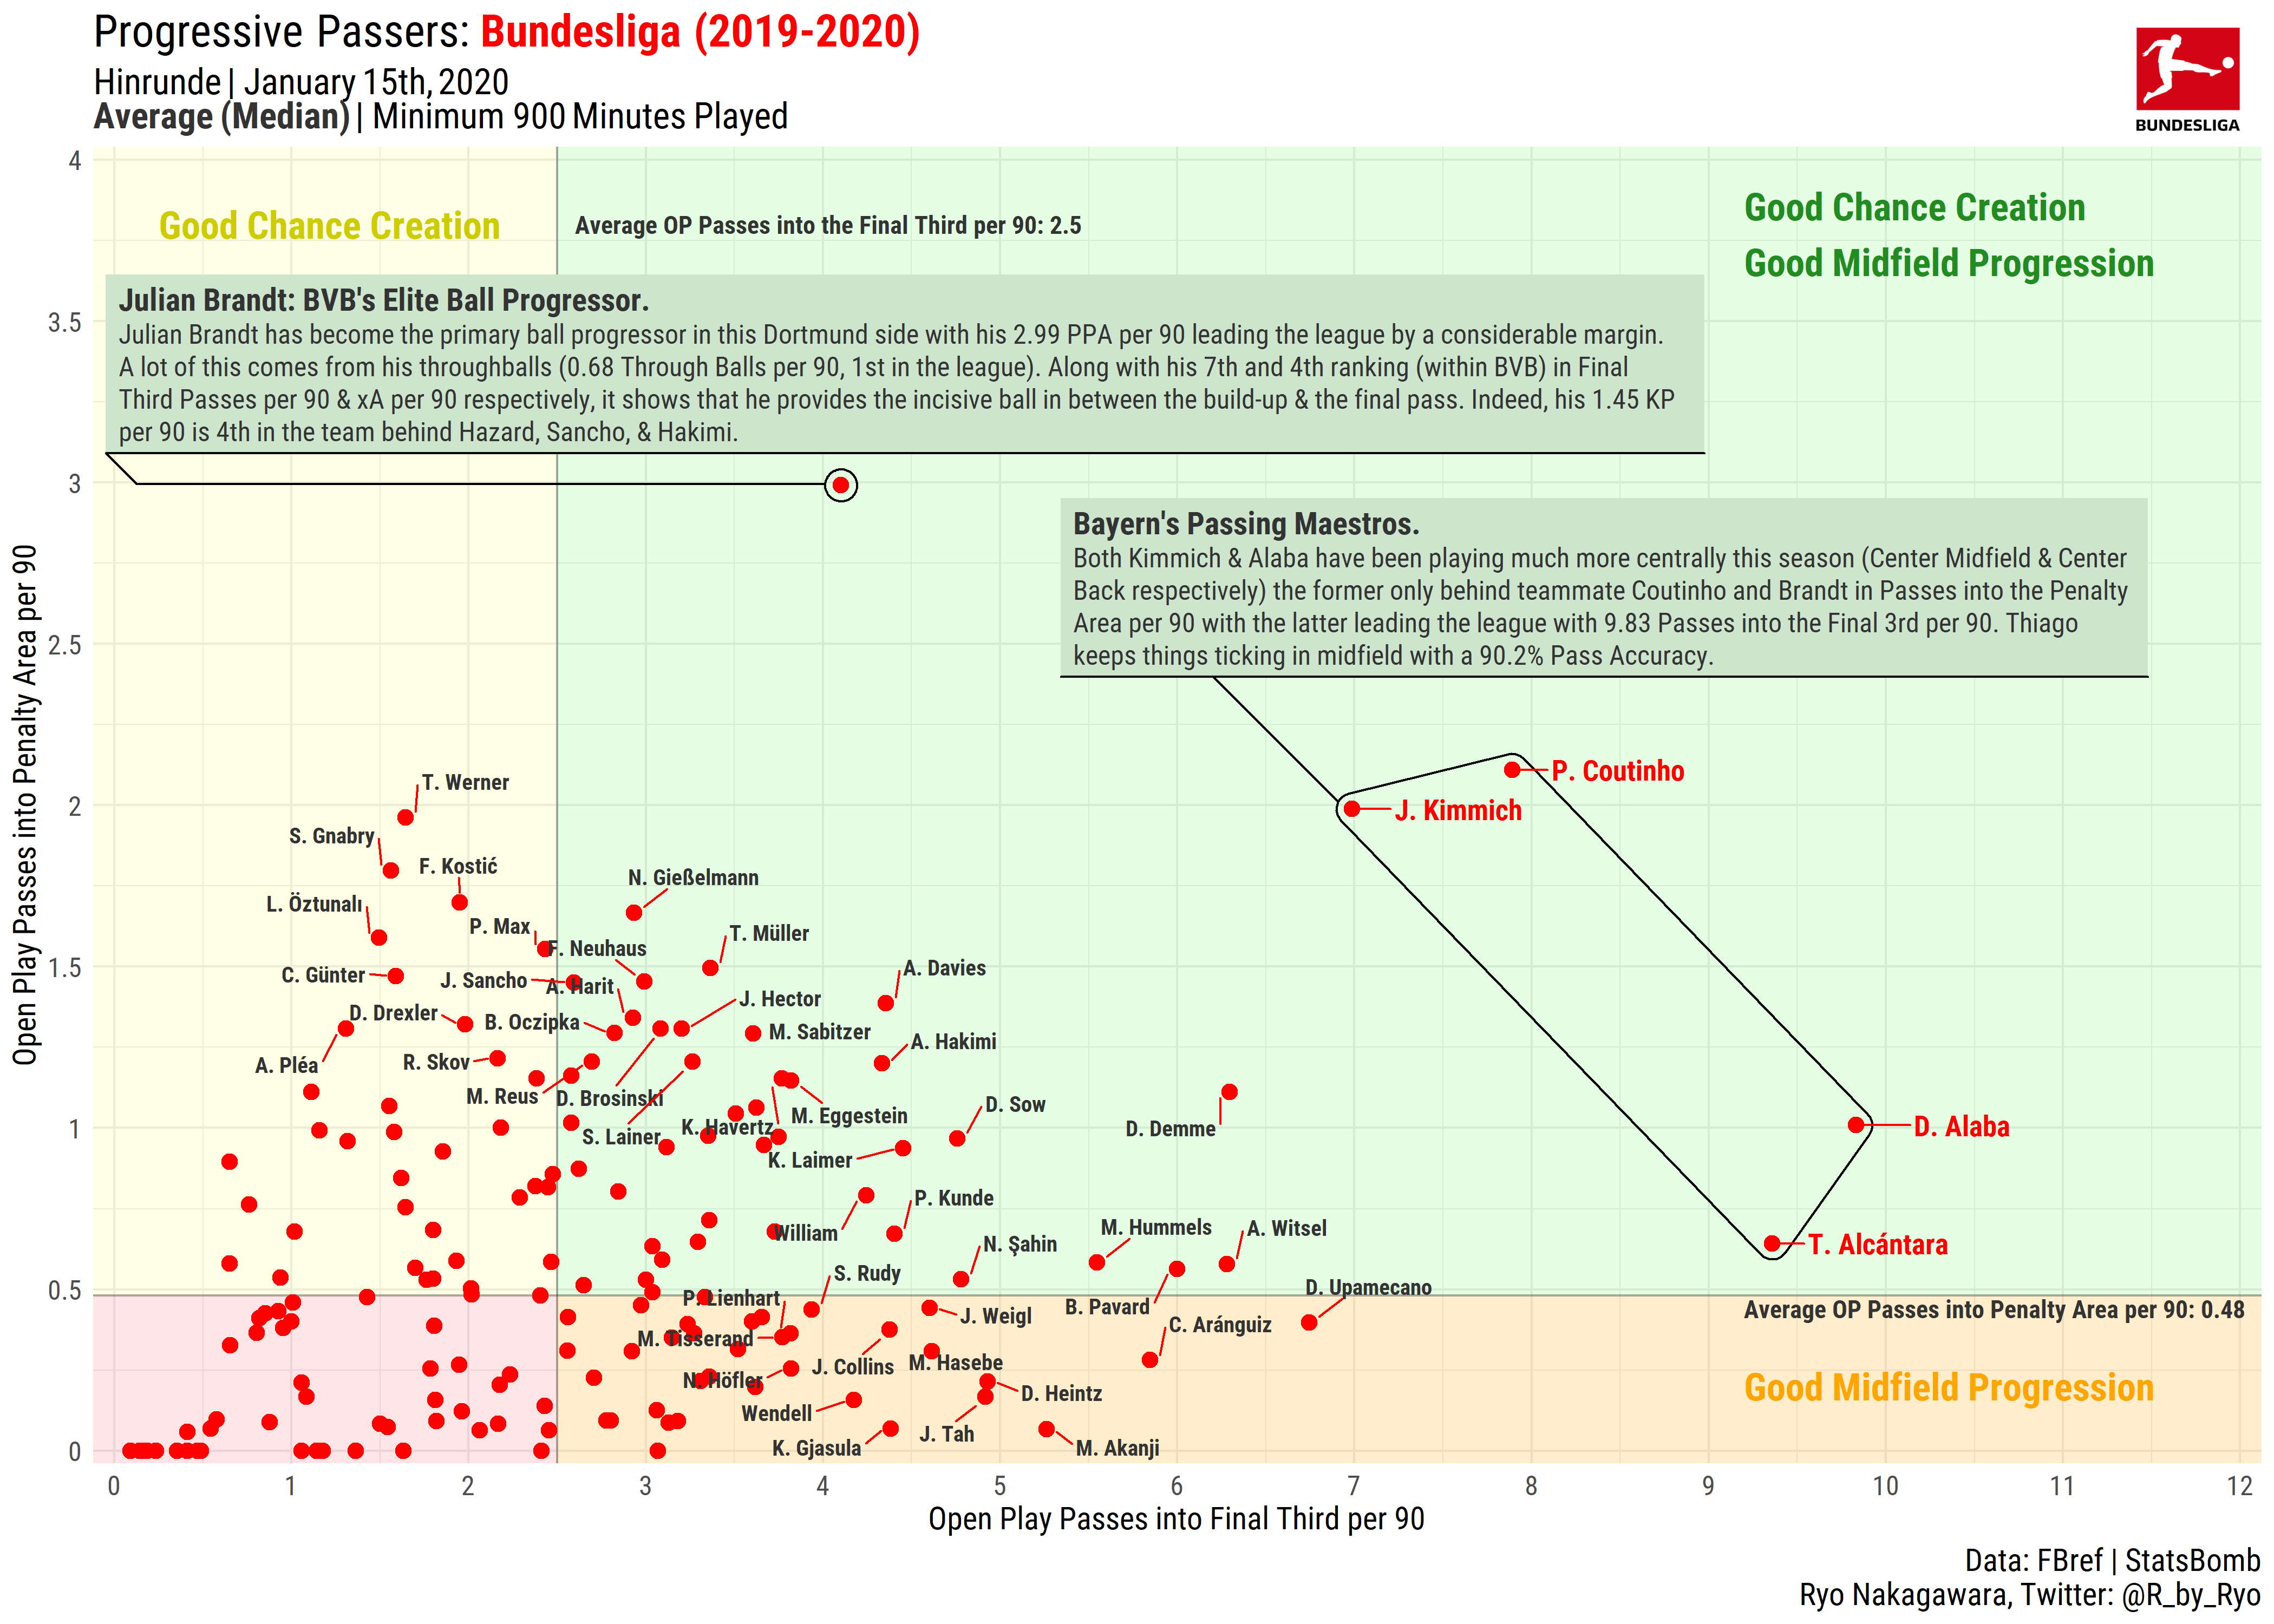 Progressive Passers: Bundesliga (2019-2020)
Hinrunde | January 15th, 2020
Average (Median) | Minimum 900 Minutes Played
BUNDESLIGA
Good Chance Creation
Average OP Passes into the Final Third per 90: 2.5
Good Chance Creation
Good Midfield Progression
Julian Brandt: BVB's Elite Ball Progressor.
Julian Brandt has become the primary ball progressor in this Dortmund side with his 2.99 PPA per 90 leading the league by a considerable margin.
A lot of this comes from his throughballs (0.68 Through Balls per 90, 1st in the league). Along with his 7th and 4th ranking (within BVB) in Final
Third Passes per 90 & xA per 90 respectively, it shows that he provides the incisive ball in between the build-up & the final pass. Indeed, his 1.45 KP
per 90 is 4th in the team behind Hazard, Sancho, & Hakimi.
Bayern's Passing Maestros.
Both Kimmich & Alaba have been playing much more centrally this season (Center Midfield & Center
Back respectively) the former only behind teammate Coutinho and Brandt in Passes into the Penalty
Area per 90 with the latter leading the league with 9.83 Passes into the Final 3rd per 90. Thiago
keeps things ticking in midfield with a 90.2% Pass Accuracy.
P. Coutinho
J. Kimmich
D. Alaba
T. Alcántara
T. Werner
S. Gnabry
F. Kostić
L. Öztunalı
P. Max
C. Günter
J. Sancho
D. Drexler
A. Pléa
R. Skov
N. Gießelmann
F. Neuhaus
T. Müller
A. Harit
B. Oczipka
J. Hector
M. Sabitzer
A. Davies
A. Hakimi
M. Reus
D. Brosinski
S. Lainer
K. Havertz
M. Eggestein
D. Sow
K. Laimer
D. Demme
William
P. Kunde
N. Şahin
M. Hummels
A. Witsel
B. Pavard
D. Upamecano
S. Rudy
P. Lienhart
M. Tisserand
J. Weigl
C. Aránguiz
J. Collins
M. Hasebe
N. Höfler
D. Heintz
Wendell
J. Tah
K. Gjasula
M. Akanji
Average OP Passes into Penalty Area per 90: 0.48
Good Midfield Progression
4
3.5
3
2.5
2
1.5
1
0.5
0
Open Play Passes into Penalty Area per 90
0 1 2 3 4 5 6 7 8 9 10 11 12
Open Play Passes into Final Third per 90
Data: FBref | StatsBomb
Ryo Nakagawara, Twitter: @R_by_Ryo